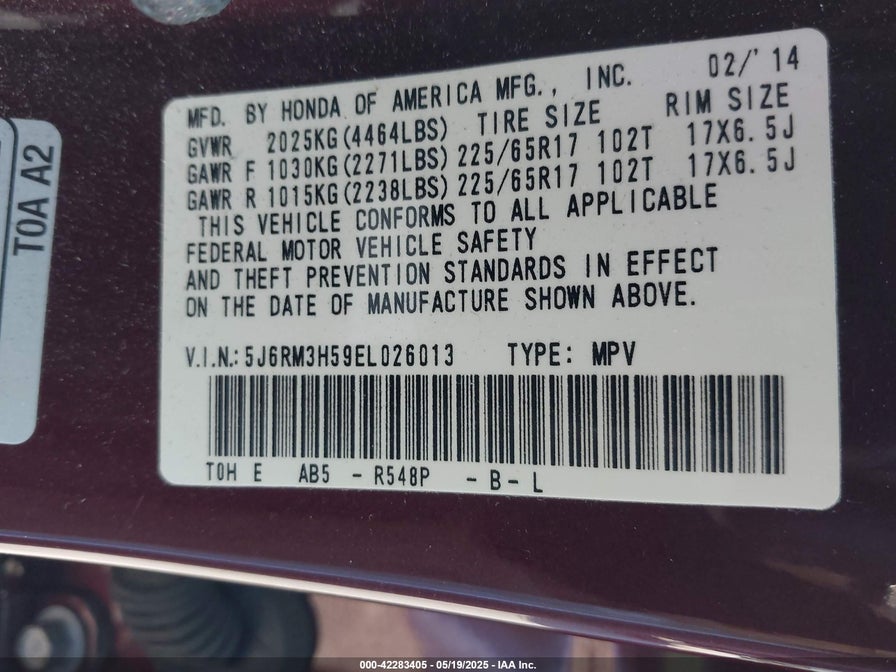 MFD. BY HONDA OF AMERICA MFG., INC. 02/'14
GVWR 2025KG(4464LBS) TIRE SIZE RIM SIZE
GAWR F 1030KG(2271LBS) 225/65R17 102T 17X6.5J
GAWR R 1015KG(2238LBS) 225/65R17 102T 17X6.5J
THIS VEHICLE CONFORMS TO ALL APPLICABLE
FEDERAL MOTOR VEHICLE SAFETY
AND THEFT PREVENTION STANDARDS IN EFFECT
ON THE DATE OF MANUFACTURE SHOWN ABOVE.
V.I.N.: 5J6RM3H59EL026013 TYPE: MPV
T0H E AB5 - R548P - B - L
T0A A2
000-42283405 - 05/19/2025 - IAA Inc.